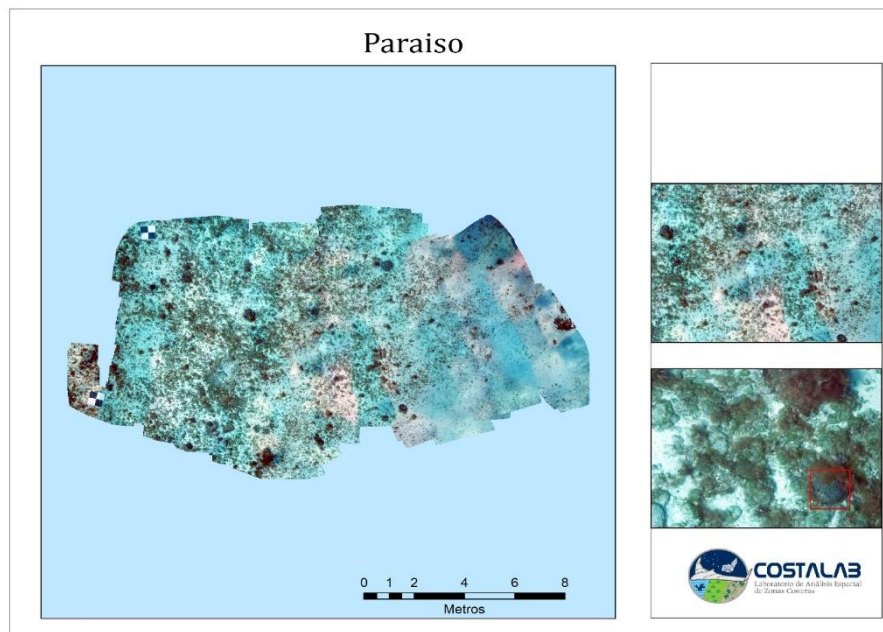 Paraiso
0 1 2 4 6 8
Metros
COSTALAB
Laboratorio de Análisis Espacial
de Zonas Costeras